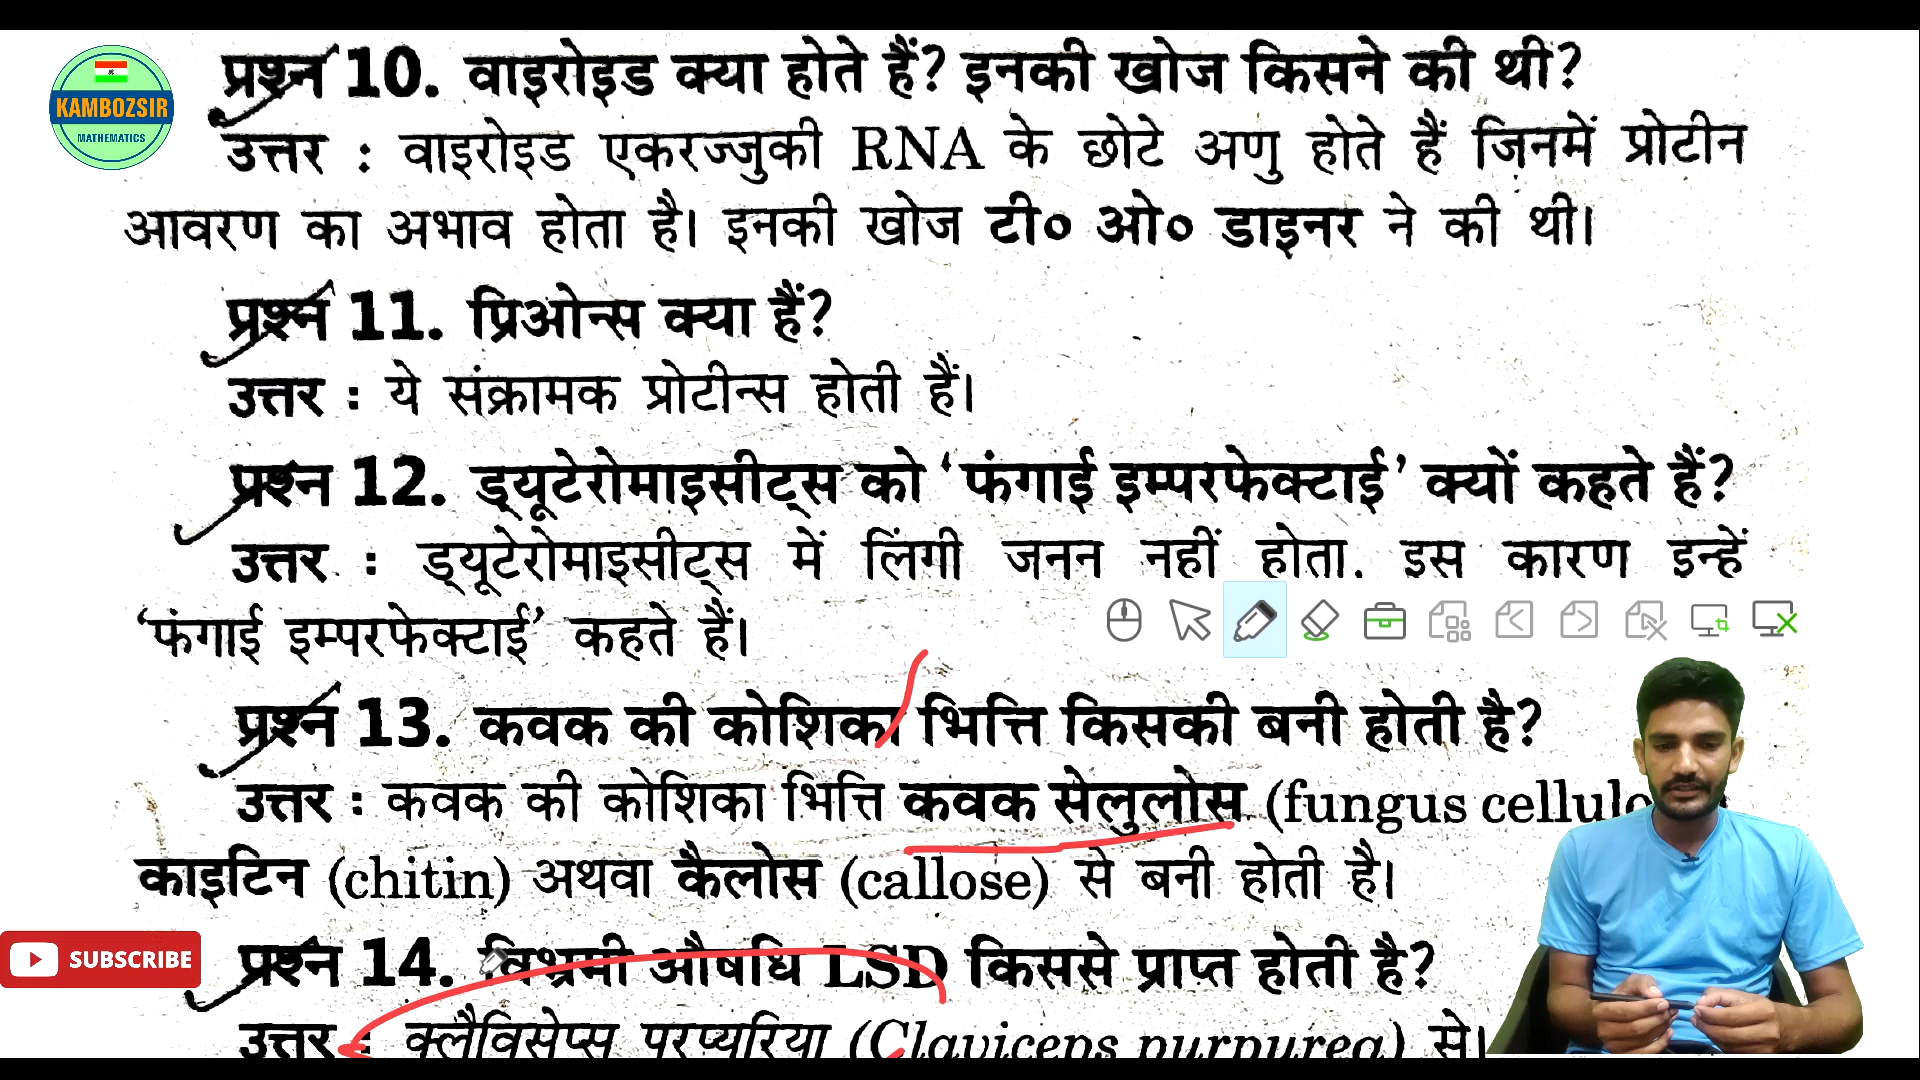 प्रश्न 10. वाइरोइड क्या होते हैं? इनकी खोज किसने की थी?
KAMBOZSIR
MATHEMATICS
उत्तर : वाइरोइड एकरज्जुकी RNA के छोटे अणु होते हैं जिनमें प्रोटीन
आवरण का अभाव होता है। इनकी खोज टी० ओ० डाइनर ने की थी।
प्रश्न 11. प्रिओन्स क्या हैं?
उत्तर : ये संक्रामक प्रोटीन्स होती हैं।
प्रश्न 12. ड्यूटेरोमाइसीट्स को ‘फंगाई इम्परफेक्टाई’ क्यों कहते हैं?
उत्तर : ड्यूटेरोमाइसीट्स में लिंगी जनन नहीं होता, इस कारण इन्हें
‘फंगाई इम्परफेक्टाई’ कहते हैं।
प्रश्न 13. कवक की कोशिका भित्ति किसकी बनी होती है?
उत्तर : कवक की कोशिका भित्ति कवक सेलुलोस (fungus
काइटिन (chitin) अथवा कैलोस (callose) से बनी होती है।
SUBSCRIBE
प्रश्न 14. विभ्रमी औषधि LSD किससे प्राप्त होती है?
उत्तर : क्लैविसेप्स परप्यूरिया (Claviceps purpurea) से।